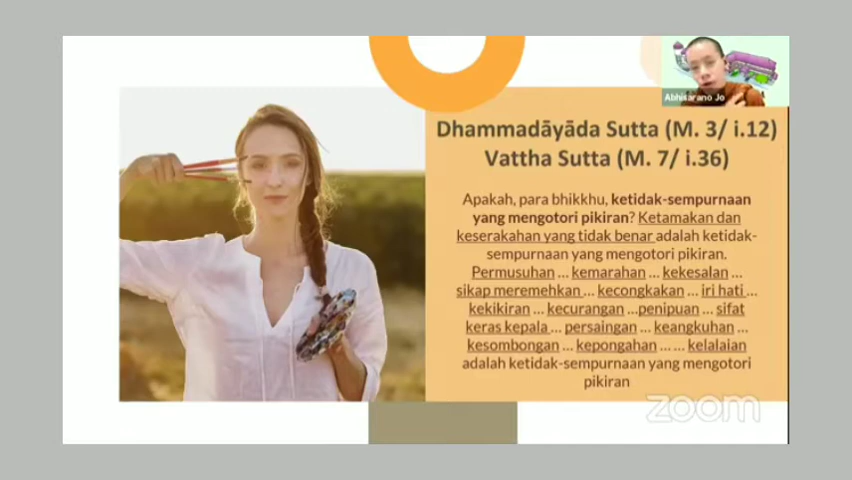 Abhisarano Jo
Dhammadāyāda Sutta (M. 3/ i.12)
Vattha Sutta (M. 7/ i.36)
Apakah, para bhikkhu, ketidak-sempurnaan
yang mengotori pikiran? Ketamakan dan
keserakahan yang tidak benar adalah ketidak-
sempurnaan yang mengotori pikiran.
Permusuhan ... kemarahan ... kekesalan ...
sikap meremehkan ... kecongkakan ... iri hati ...
kekikiran ... kecurangan ...penipuan ... sifat
keras kepala ... persaingan ... keangkuhan ...
kesombongan ... kepongahan ... ... kelalaian
adalah ketidak-sempurnaan yang mengotori
pikiran
zoom